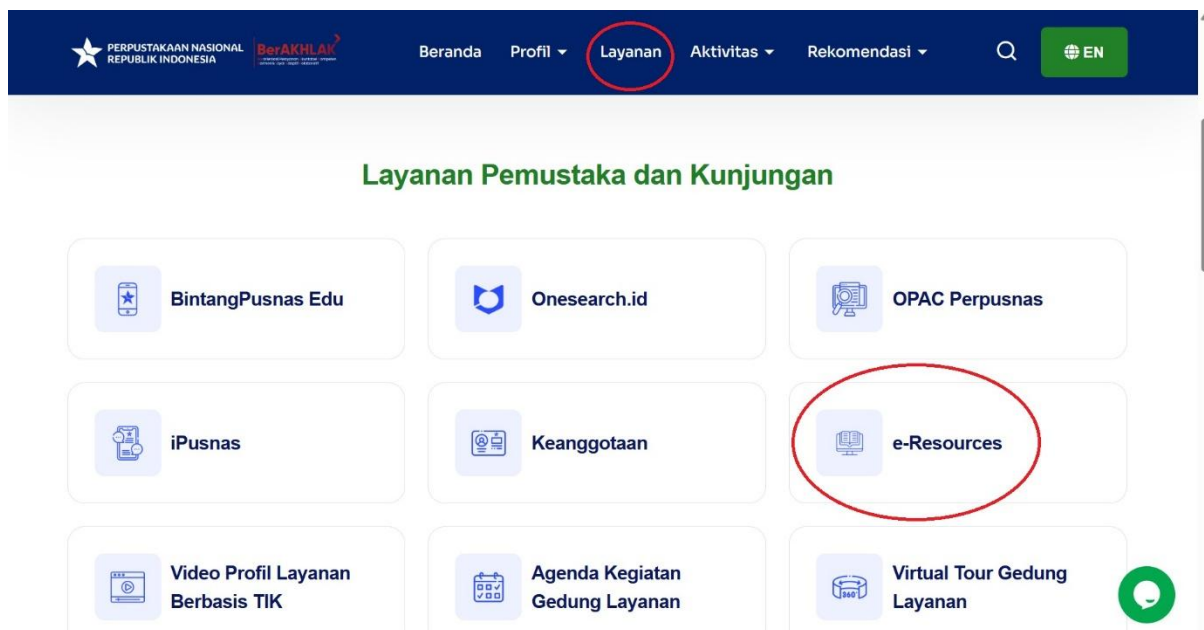 PERPUSTAKAAN NASIONAL
REPUBLIK INDONESIA
BerAKHLAK
Beranda Profil Layanan Aktivitas Rekomendasi EN
Layanan Pemustaka dan Kunjungan
BintangPusnas Edu
Onesearch.id
OPAC Perpusnas
iPusnas
Keanggotaan
e-Resources
Video Profil Layanan
Berbasis TIK
Agenda Kegiatan
Gedung Layanan
Virtual Tour Gedung
Layanan
360°